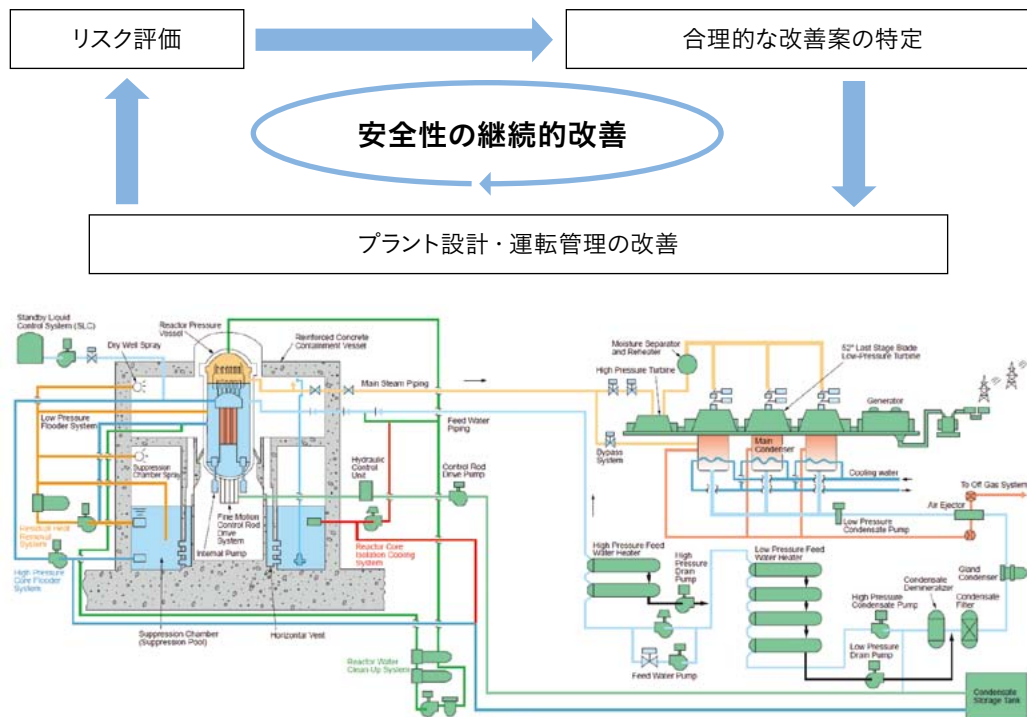 リスク評価
合理的な改善案の特定
安全性の継続的改善
プラント設計・運転管理の改善
Standby Liquid
Control System (SLC)
Dry Well Spray
Reactor Pressure
Vessel
Reinforced Concrete
Containment Vessel
Main Steam Piping
Low Pressure
Flooder System
Feed Water
Piping
Suppression
Chamber Spray
Hydraulic
Control
Unit
Control Rod
Drive Pump
Residual Heat
Removal System
Fine Motion
Control Rod
Drive System
Internal Pump
Reactor Core
Isolation Cooling
System
High Pressure
Core Flooder
System
Suppression Chamber
(Suppression Pool)
Horizontal Vent
Reactor Water
Clean-Up System
Moisture Separator
and Reheater
High Pressure Turbine
52" Last Stage Blade
Low-Pressure Turbine
Generator
Bypass
System
Main
Condenser
Cooling water
To Off Gas System
Air Ejector
Low Pressure
Condensate Pump
High Pressure Feed
Water Heater
High
Pressure
Drain
Pump
Low Pressure Feed
Water Heater
Gland
Condenser
Condensate
Demineralizer
Condensate
Filter
High Pressure
Condensate Pump
Low Pressure
Drain Pump
Feed Water Pump
Condensate
Storage Tank